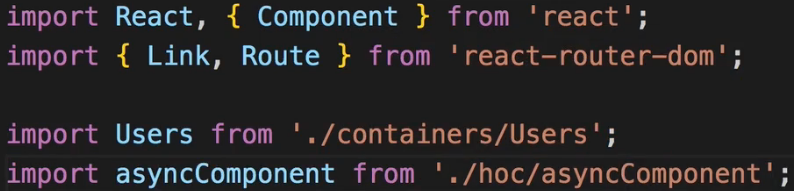 import React, { Component } from 'react';
import { Link, Route } from 'react-router-dom';
import Users from './containers/Users';
import asyncComponent from './hoc/asyncComponent';